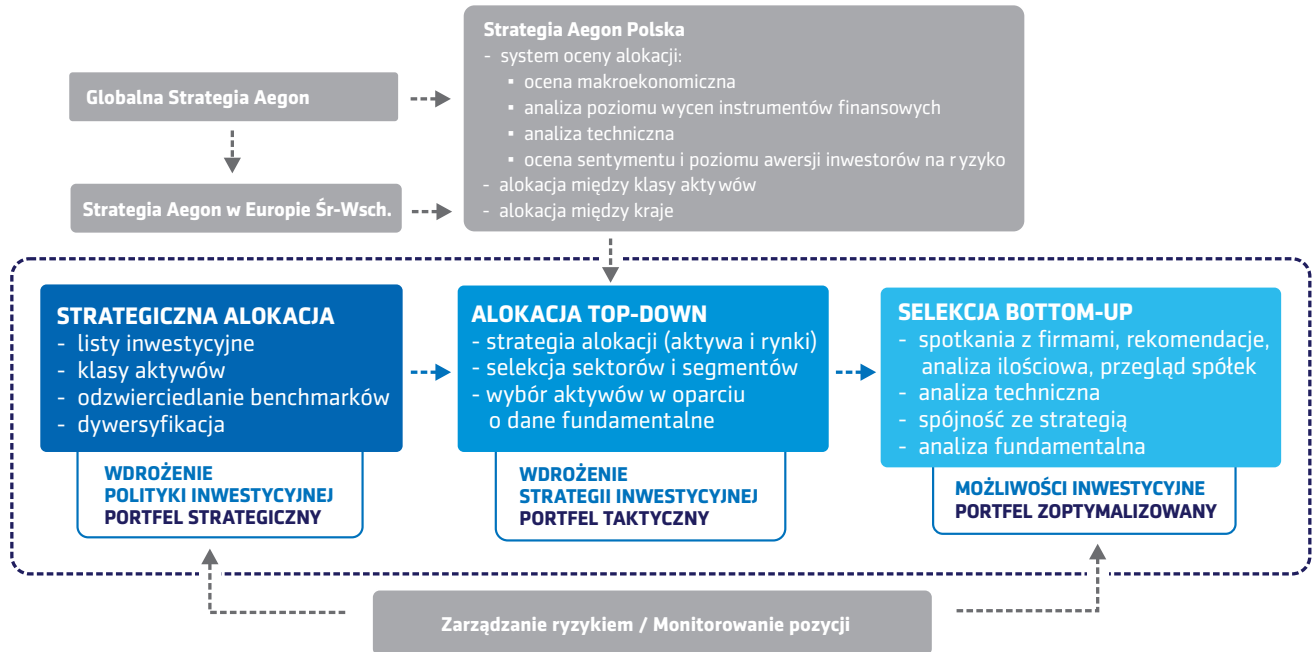 Strategia Aegon Polska
- system oceny alokacji:
▪ ocena makroekonomiczna
▪ analiza poziomu wycen instrumentów finansowych
▪ analiza techniczna
▪ ocena sentymentu i poziomu awersji inwestorów na ryzyko
- alokacja między klasy aktywów
- alokacja między kraje
Globalna Strategia Aegon
Strategia Aegon w Europie Śr-Wsch.
STRATEGICZNA ALOKACJA
- listy inwestycyjne
- klasy aktywów
- odzwierciedlanie benchmarków
- dywersyfikacja
WDROŻENIE
POLITYKI INWESTYCYJNEJ
PORTFEL STRATEGICZNY
ALOKACJA TOP-DOWN
- strategia alokacji (aktywa i rynki)
- selekcja sektorów i segmentów
- wybór aktywów w oparciu
o dane fundamentalne
WDROŻENIE
STRATEGII INWESTYCYJNEJ
PORTFEL TAKTYCZNY
SELEKCJA BOTTOM-UP
- spotkania z firmami, rekomendacje,
analiza ilościowa, przegląd spółek
- analiza techniczna
- spójność ze strategią
- analiza fundamentalna
MOŻLIWOŚCI INWESTYCYJNE
PORTFEL ZOPTYMALIZOWANY
Zarządzanie ryzykiem / Monitorowanie pozycji